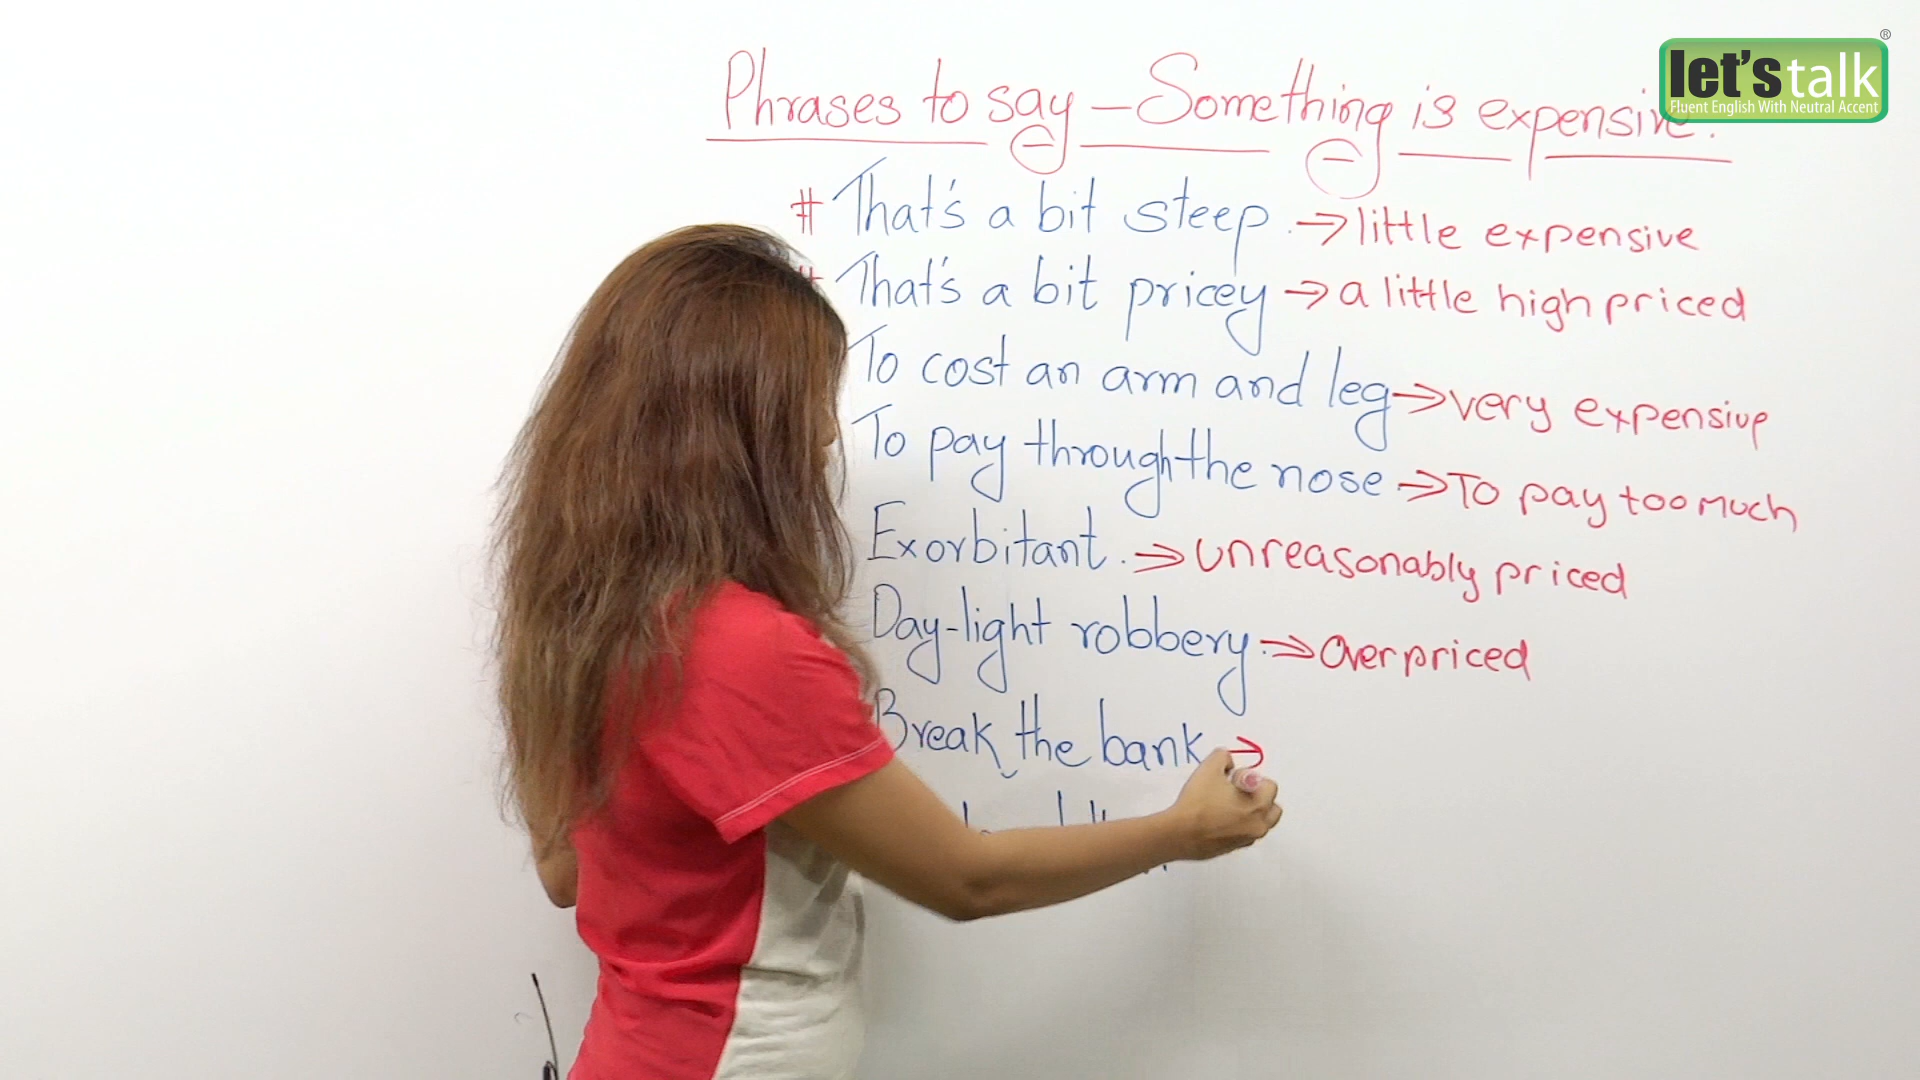 let's talk ®
Fluent English With Neutral Accent
Phrases to say – Something is expensive.
# That's a bit steep. → little expensive
# That's a bit pricey → a little high priced
To cost an arm and leg → very expensive
To pay through the nose → To pay too much
Exorbitant. → unreasonably priced
Day-light robbery. → Overpriced
Break the bank →